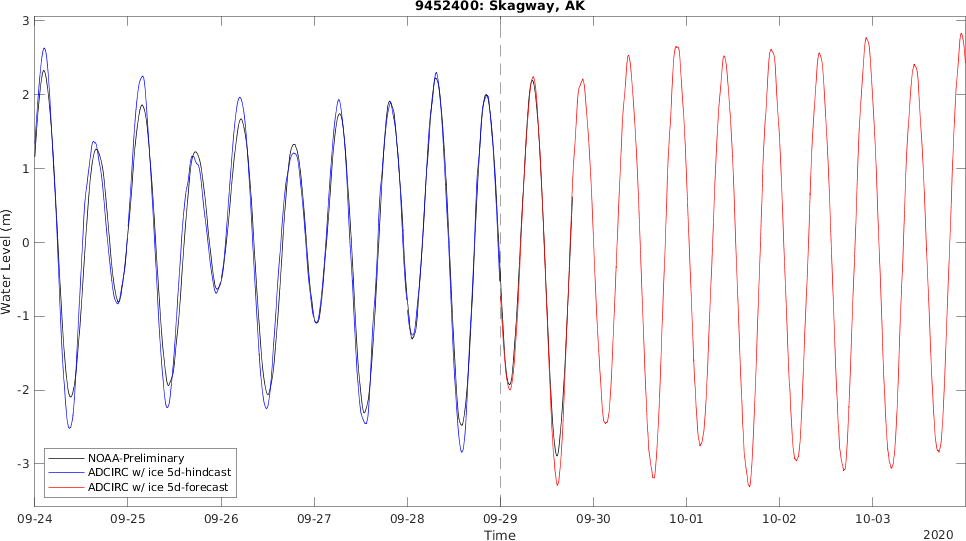 9452400: Skagway, AK
3
2
1
0
-1
-2
-3
Water Level (m)
NOAA-Preliminary
ADCIRC w/ ice 5d-hindcast
ADCIRC w/ ice 5d-forecast
09-24 09-25 09-26 09-27 09-28 09-29 09-30 10-01 10-02 10-03
Time
2020